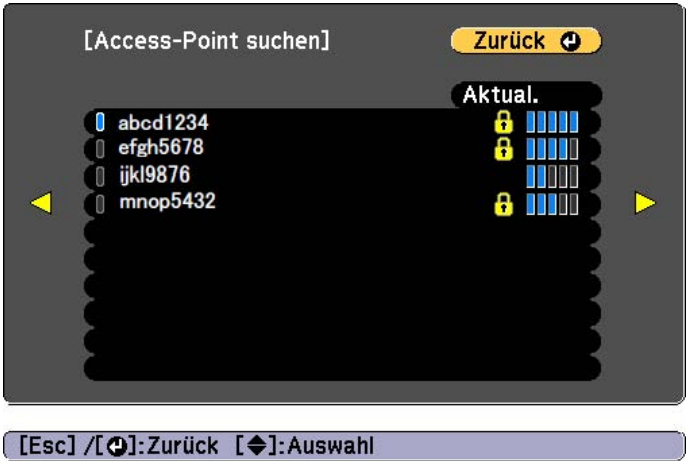 [Access-Point suchen]
Zurück
Aktual.
abcd1234
efgh5678
ijkl9876
mnop5432
[Esc] /[⏎]:Zurück [◆]:Auswahl